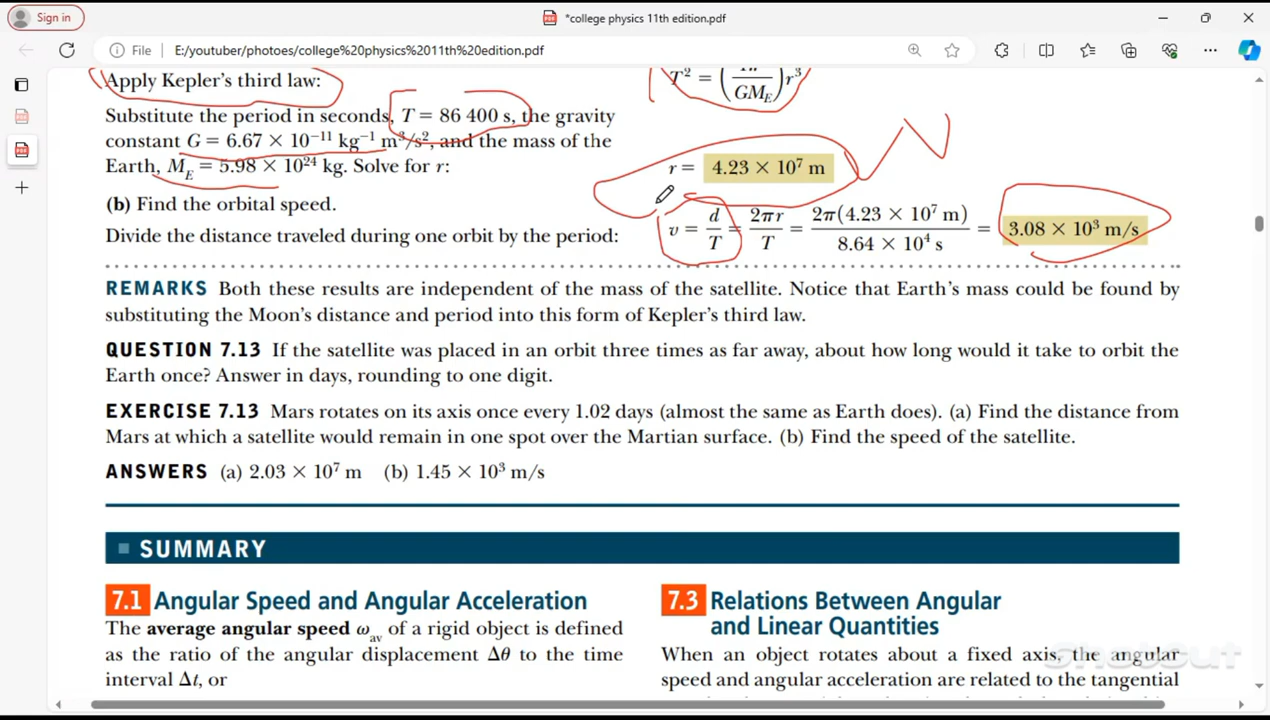 Sign in
*college physics 11th edition.pdf
File
E:/youtuber/photoes/college%20physics%2011th%20edition.pdf
Apply Kepler's third law:
T² = ( ) r³
GM_E
Substitute the period in seconds, T = 86 400 s, the gravity
constant G = 6.67 × 10⁻¹¹ kg⁻¹ m³/s², and the mass of the
Earth, M_E = 5.98 × 10²⁴ kg. Solve for r:
r = 4.23 × 10⁷ m
N
(b) Find the orbital speed.
Divide the distance traveled during one orbit by the period:
v = d/T = 2πr/T = 2π(4.23 × 10⁷ m)/8.64 × 10⁴ s = 3.08 × 10³ m/s
REMARKS Both these results are independent of the mass of the satellite. Notice that Earth's mass could be found by
substituting the Moon's distance and period into this form of Kepler's third law.
QUESTION 7.13 If the satellite was placed in an orbit three times as far away, about how long would it take to orbit the
Earth once? Answer in days, rounding to one digit.
EXERCISE 7.13 Mars rotates on its axis once every 1.02 days (almost the same as Earth does). (a) Find the distance from
Mars at which a satellite would remain in one spot over the Martian surface. (b) Find the speed of the satellite.
ANSWERS (a) 2.03 × 10⁷ m (b) 1.45 × 10³ m/s
SUMMARY
7.1 Angular Speed and Angular Acceleration
The average angular speed ω_av of a rigid object is defined
as the ratio of the angular displacement Δθ to the time
interval Δt, or
7.3 Relations Between Angular
and Linear Quantities
When an object rotates about a fixed axis, the angular
speed and angular acceleration are related to the tangential